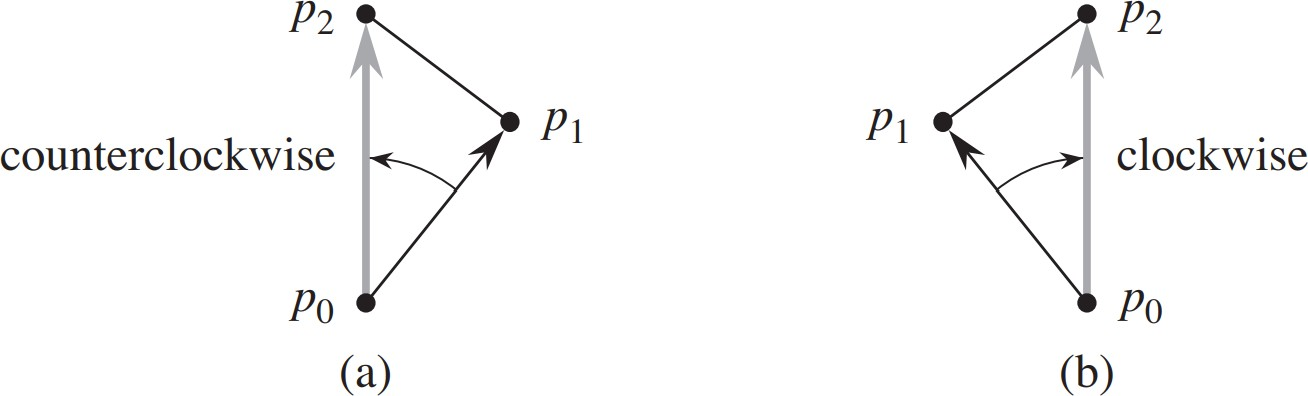 p2 p2
p1 p1
counterclockwise clockwise
p0 p0
(a) (b)